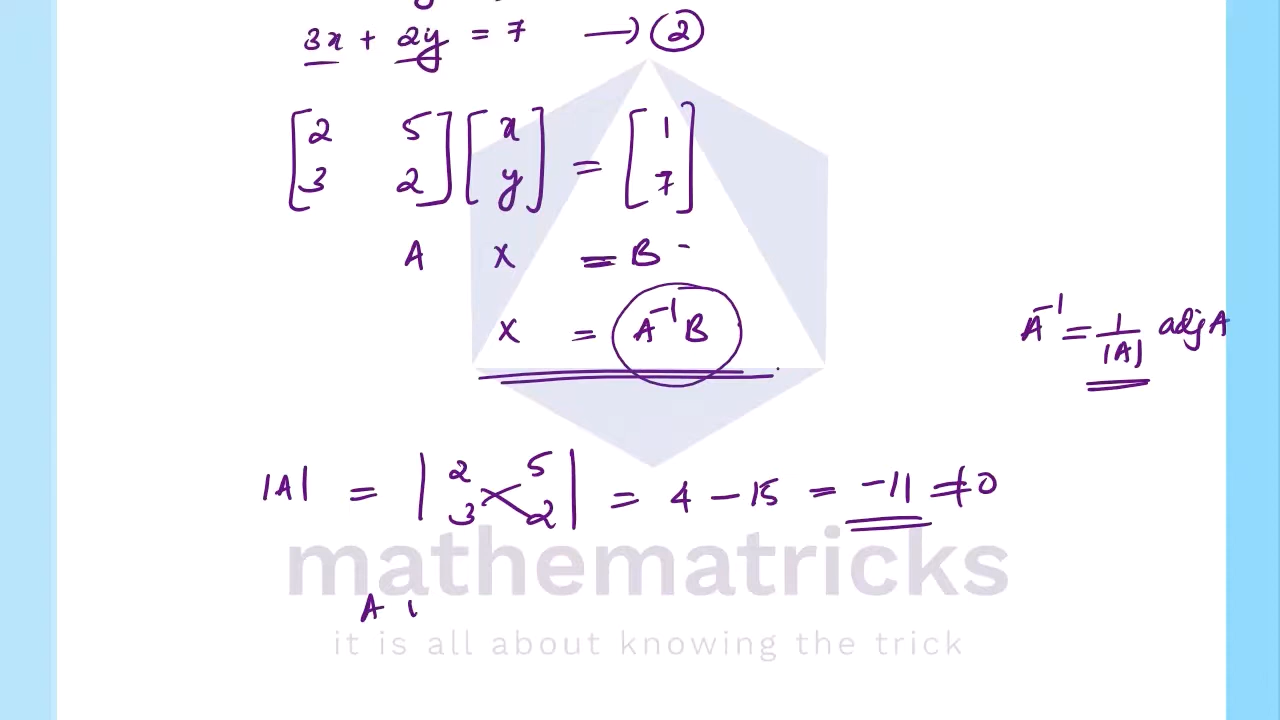 3x + 2y = 7 → ②
[2 5
3 2] [x
y] = [1
7]
A X = B
X = A⁻¹B
A⁻¹ = 1/|A| adj A
|A| = |2 5
3 2| = 4 − 15 = −11 ≠ 0
mathematricks
A
it is all about knowing the trick